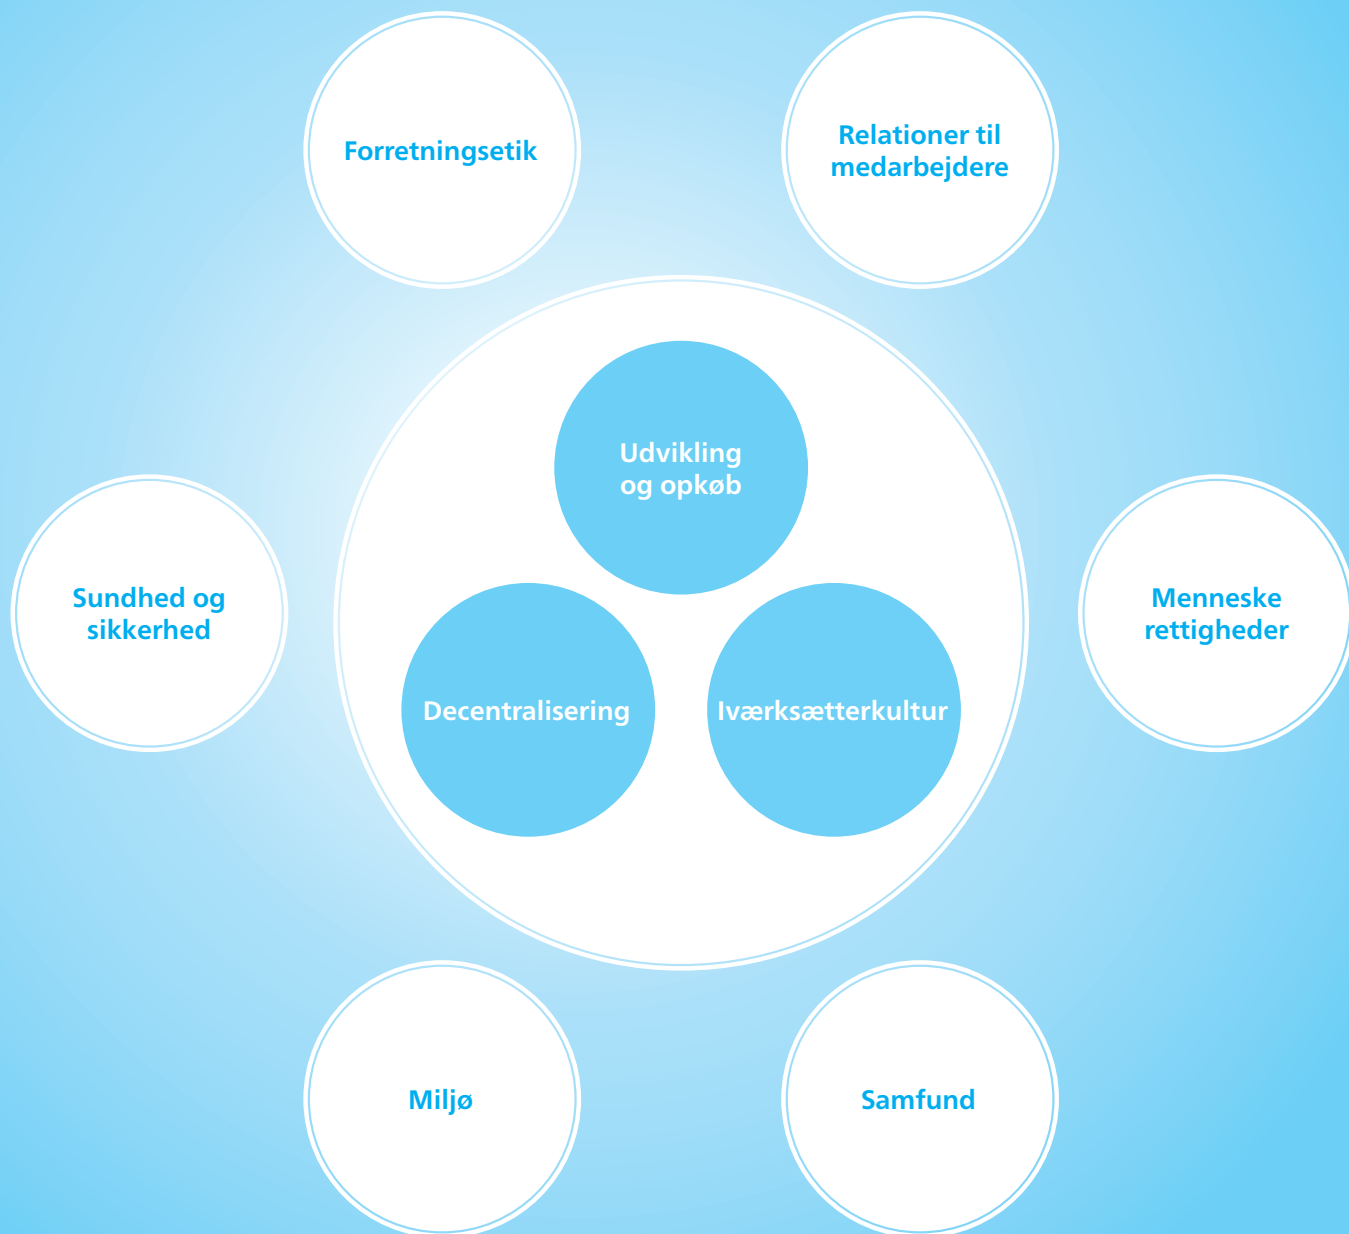 Forretningsetik
Relationer til
medarbejdere
Udvikling
og opkøb
Sundhed og
sikkerhed
Menneske
rettigheder
Decentralisering
Iværksætterkultur
Miljø
Samfund